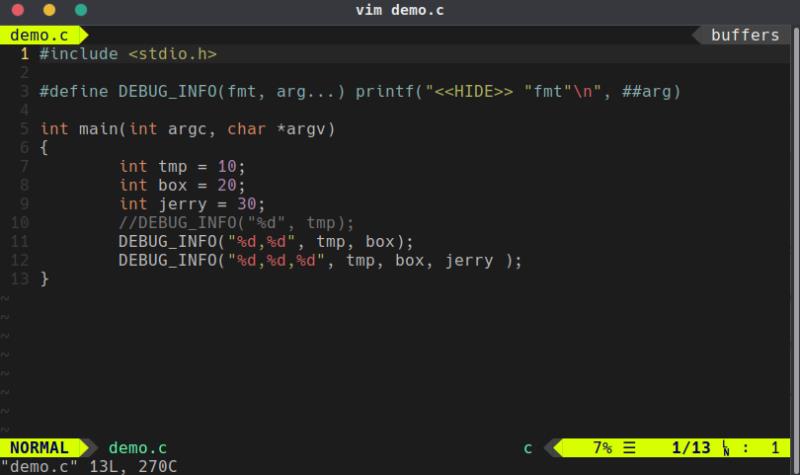 vim demo.c
demo.c buffers
1 #include <stdio.h>
2
3 #define DEBUG_INFO(fmt, arg...) printf("<<HIDE>> "fmt"\n", ##arg)
4
5 int main(int argc, char *argv)
6 {
7         int tmp = 10;
8         int box = 20;
9         int jerry = 30;
10         //DEBUG_INFO("%d", tmp);
11         DEBUG_INFO("%d,%d", tmp, box);
12         DEBUG_INFO("%d,%d,%d", tmp, box, jerry );
13 }
~
~
~
~
~
~
~
~
NORMAL demo.c c 7% ☰ 1/13 ␤ : 1
"demo.c" 13L, 270C